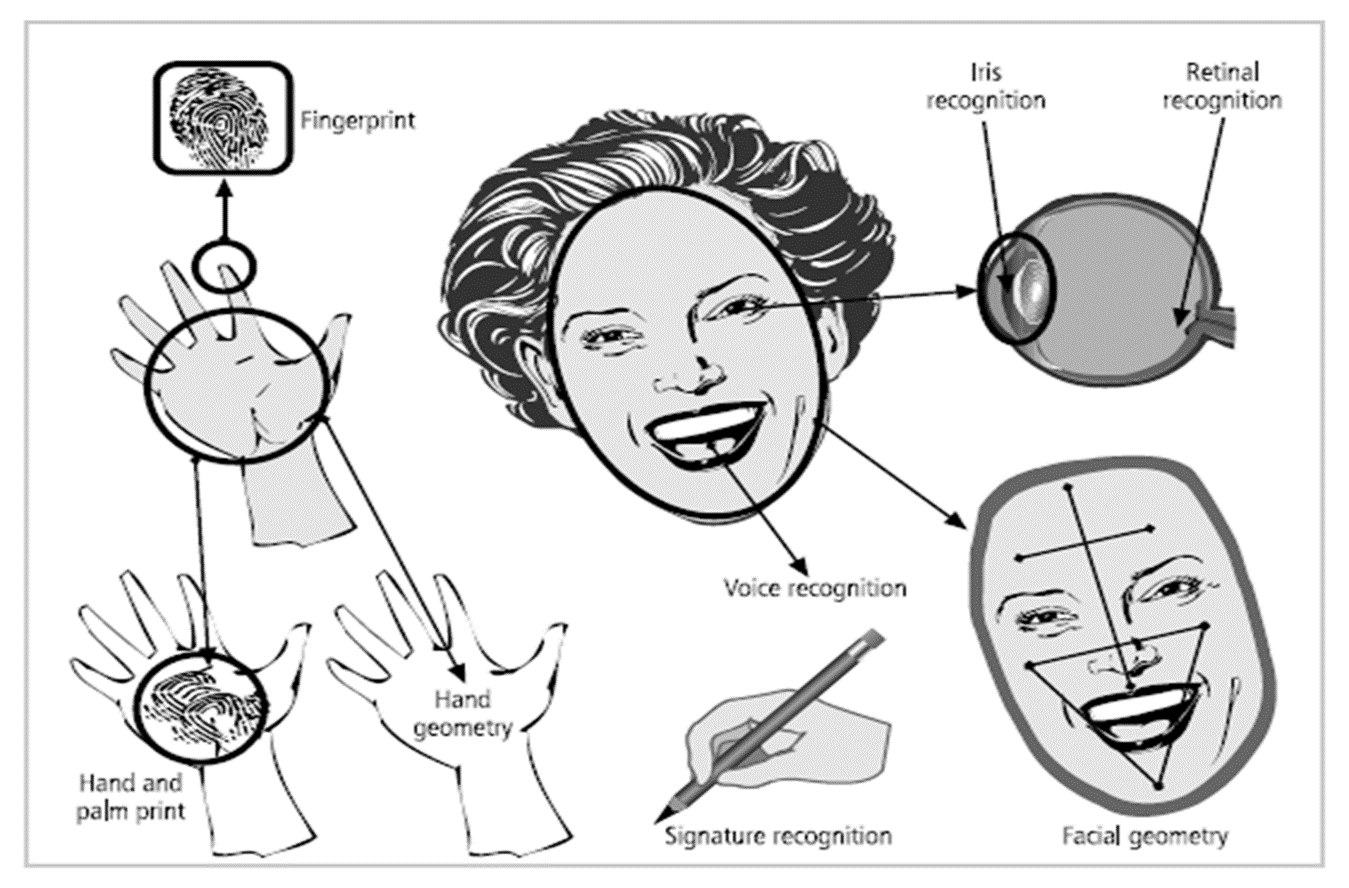 Fingerprint
Iris
recognition
Retinal
recognition
Voice recognition
Hand
geometry
Hand and
palm print
Signature recognition
Facial geometry